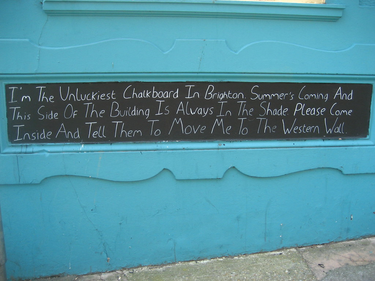 I'm The Unluckiest Chalkboard In Brighton. Summer's Coming And
This Side Of The Building Is Always In The Shade Please Come
Inside And Tell Them To Move Me To The Western Wall.